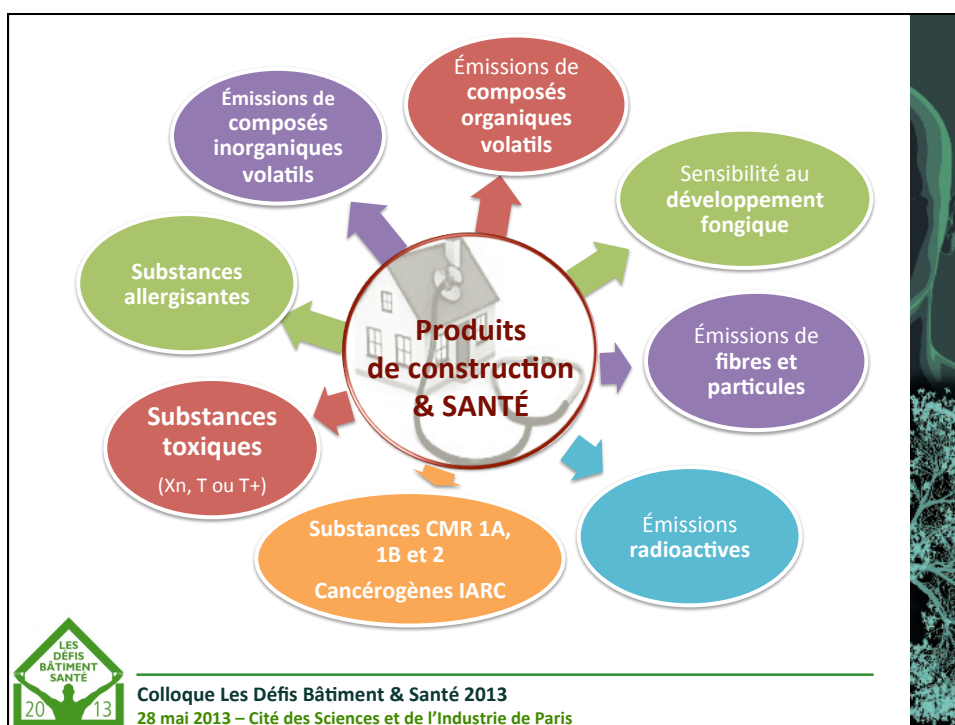 Émissions de
composés
organiques
volatils
Émissions de
composés
inorganiques
volatils
Sensibilité au
développement
fongique
Substances
allergisantes
Produits
de construction
& SANTÉ
Émissions de
fibres et
particules
Substances
toxiques
(Xn, T ou T+)
Substances CMR 1A,
1B et 2
Cancérogènes IARC
Émissions
radioactives
LES
DÉFIS
BÂTIMENT
SANTÉ
20 13
Colloque Les Défis Bâtiment & Santé 2013
28 mai 2013 – Cité des Sciences et de l'Industrie de Paris